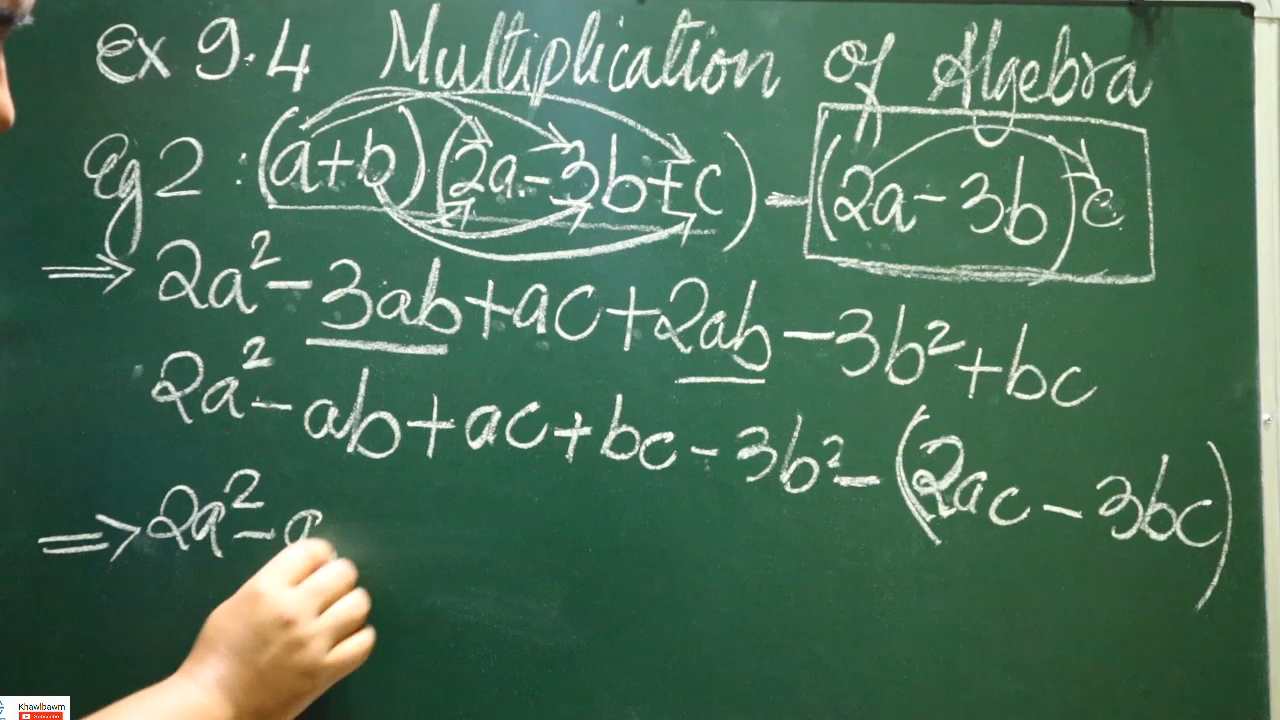 Ex 9.4 Multiplication of Algebra
Eg 2 : (a+b)(2a-3b+c) - (2a-3b)c
⇒ 2a² - 3ab + ac + 2ab - 3b² + bc
2a² - ab + ac + bc - 3b² - (2ac - 3bc)
⇒ 2a² - a
Khawlbawm
Subscribe